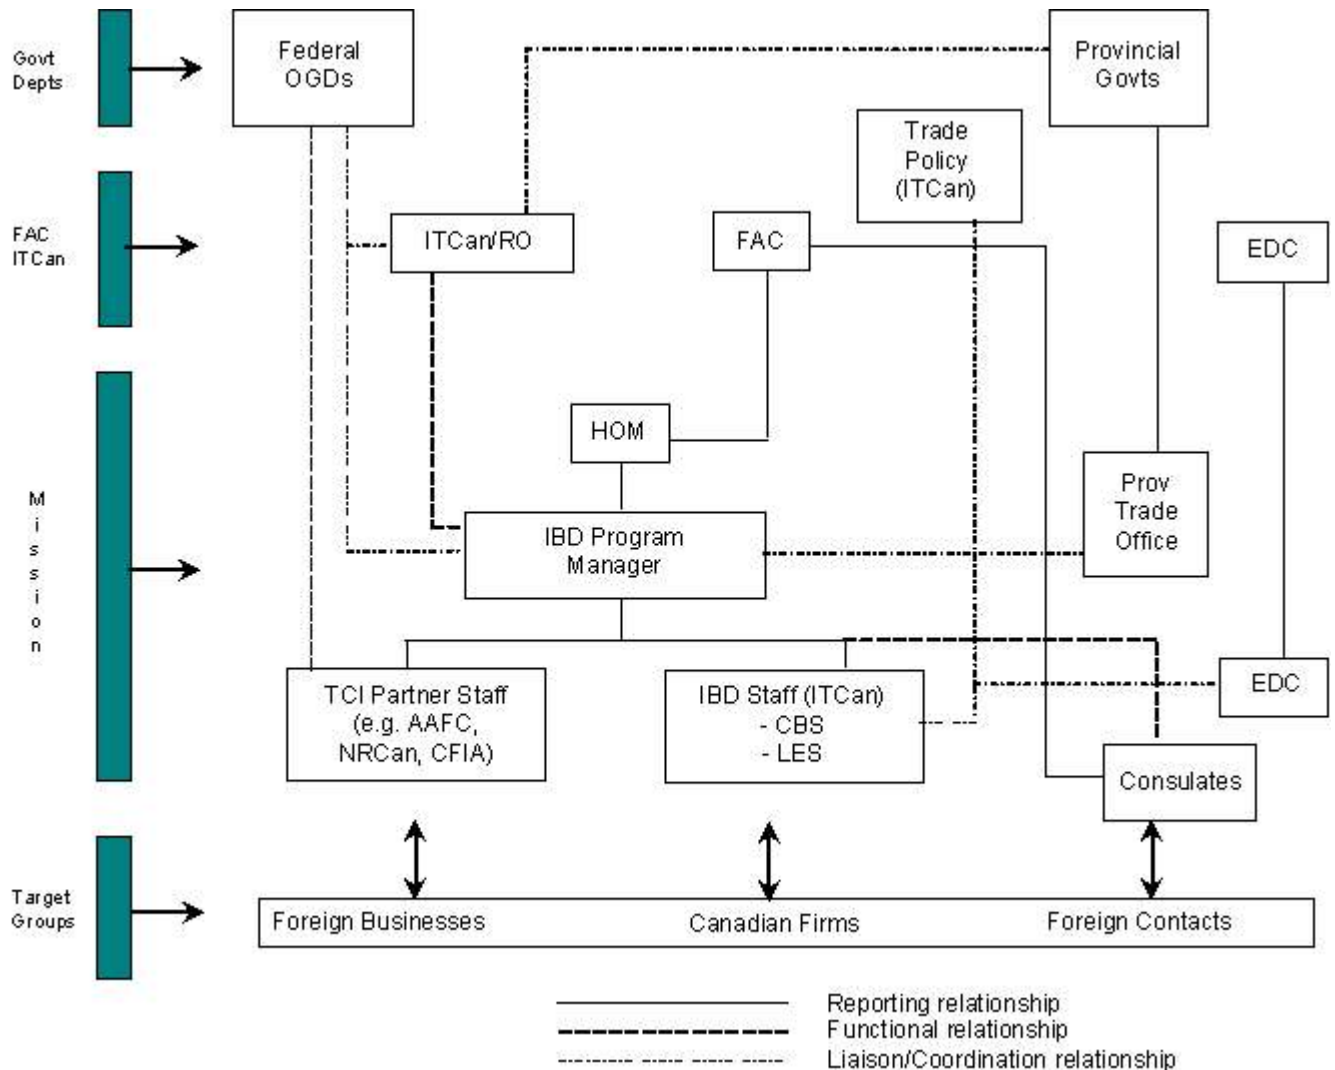 Govt
Depts
Federal
OGDs
Provincial
Govts
Trade
Policy
(ITCan)
FAC
ITCan
ITCan/RO
FAC
EDC
HOM
Mission
IBD Program
Manager
Prov
Trade
Office
TCI Partner Staff
(e.g. AAFC,
NRCan, CFIA)
IBD Staff (ITCan)
- CBS
- LES
EDC
Consulates
Target
Groups
Foreign Businesses
Canadian Firms
Foreign Contacts
Reporting relationship
Functional relationship
Liaison/Coordination relationship